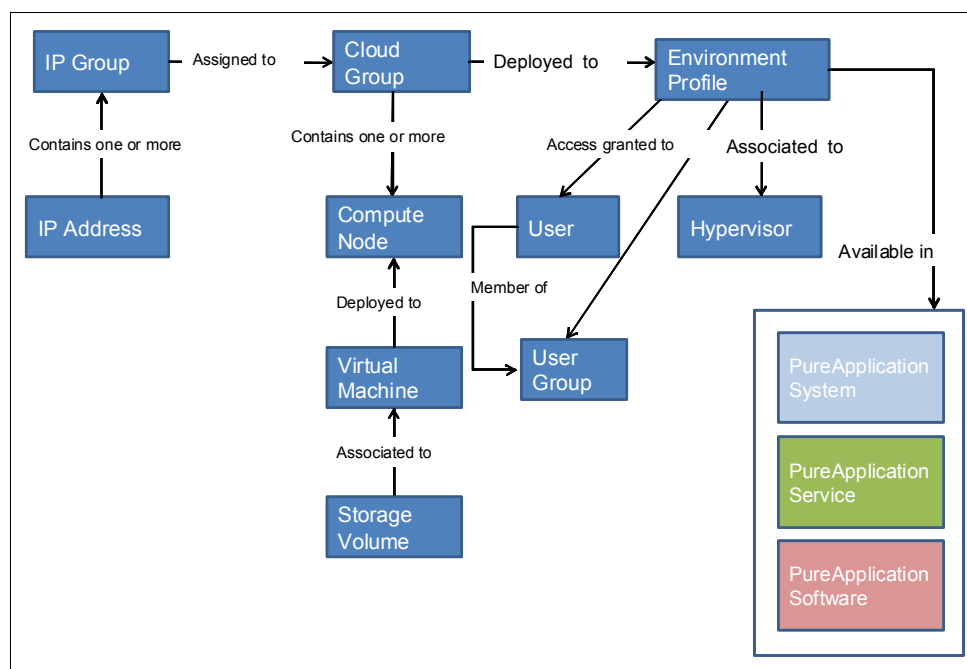 IP Group
Assigned to
Cloud
Group
Deployed to
Environment
Profile
Contains one or more
Contains one or more
Access granted to
Associated to
IP Address
Compute
Node
User
Hypervisor
Available in
Deployed to
Member of
Virtual
Machine
User
Group
PureApplication
System
Associated to
PureApplication
Service
Storage
Volume
PureApplication
Software